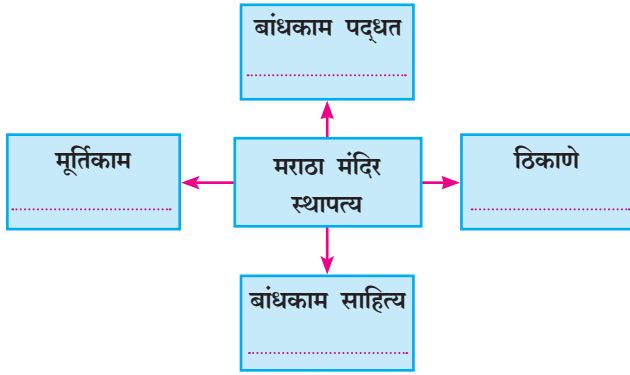 बांधकाम पद्धत
मूर्तिकाम
मराठा मंदिर
स्थापत्य
ठिकाणे
बांधकाम साहित्य